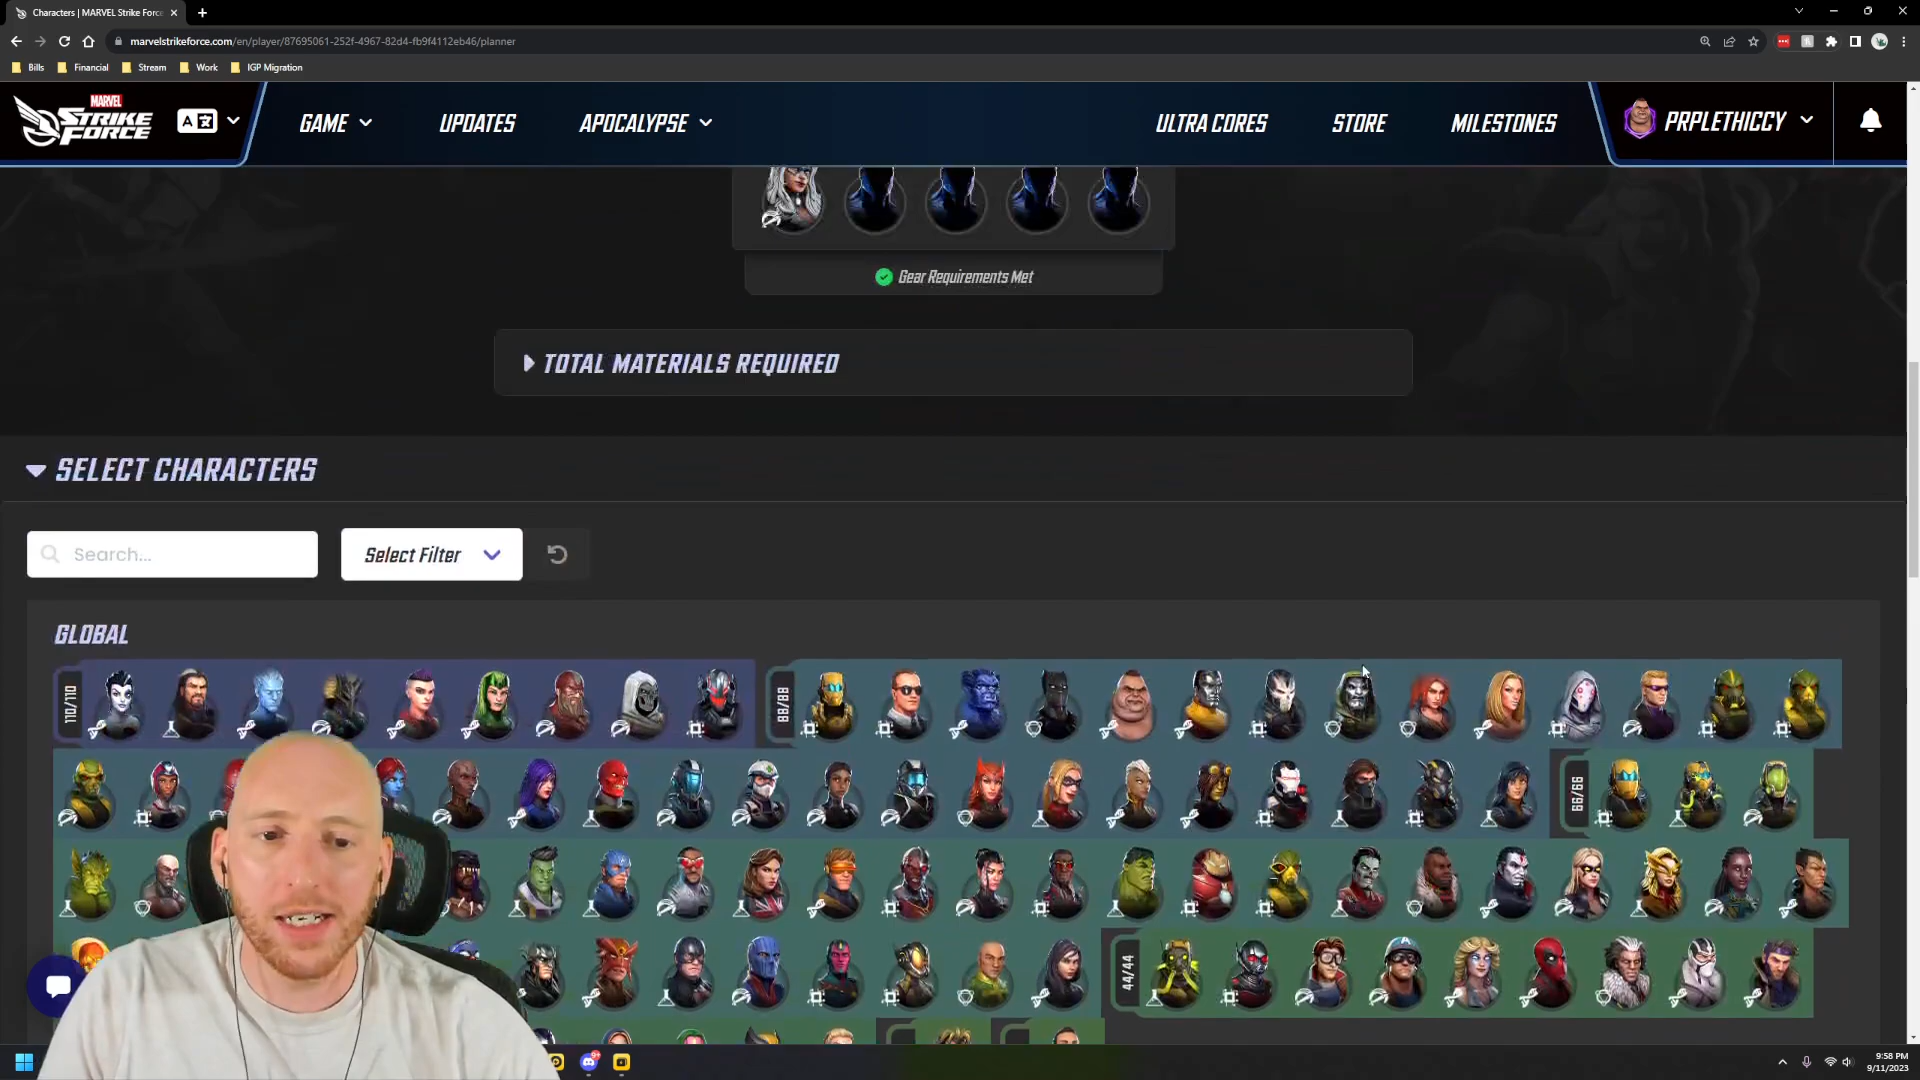 Characters | MARVEL Strike Forc
marvelstrikeforce.com/en/player/87695061-252f-4967-82d4-fb9f4112eb46/planner
Bills
Financial
Stream
Work
IGP Migration
MARVEL
STRIKE
FORCE
GAME
UPDATES
APOCALYPSE
ULTRA CORES
STORE
MILESTONES
PRPLETHICCY
Gear Requirements Met
TOTAL MATERIALS REQUIRED
SELECT CHARACTERS
Search...
Select Filter
GLOBAL
110/110
88/88
66/66
44/44
9:58 PM
9/11/2023